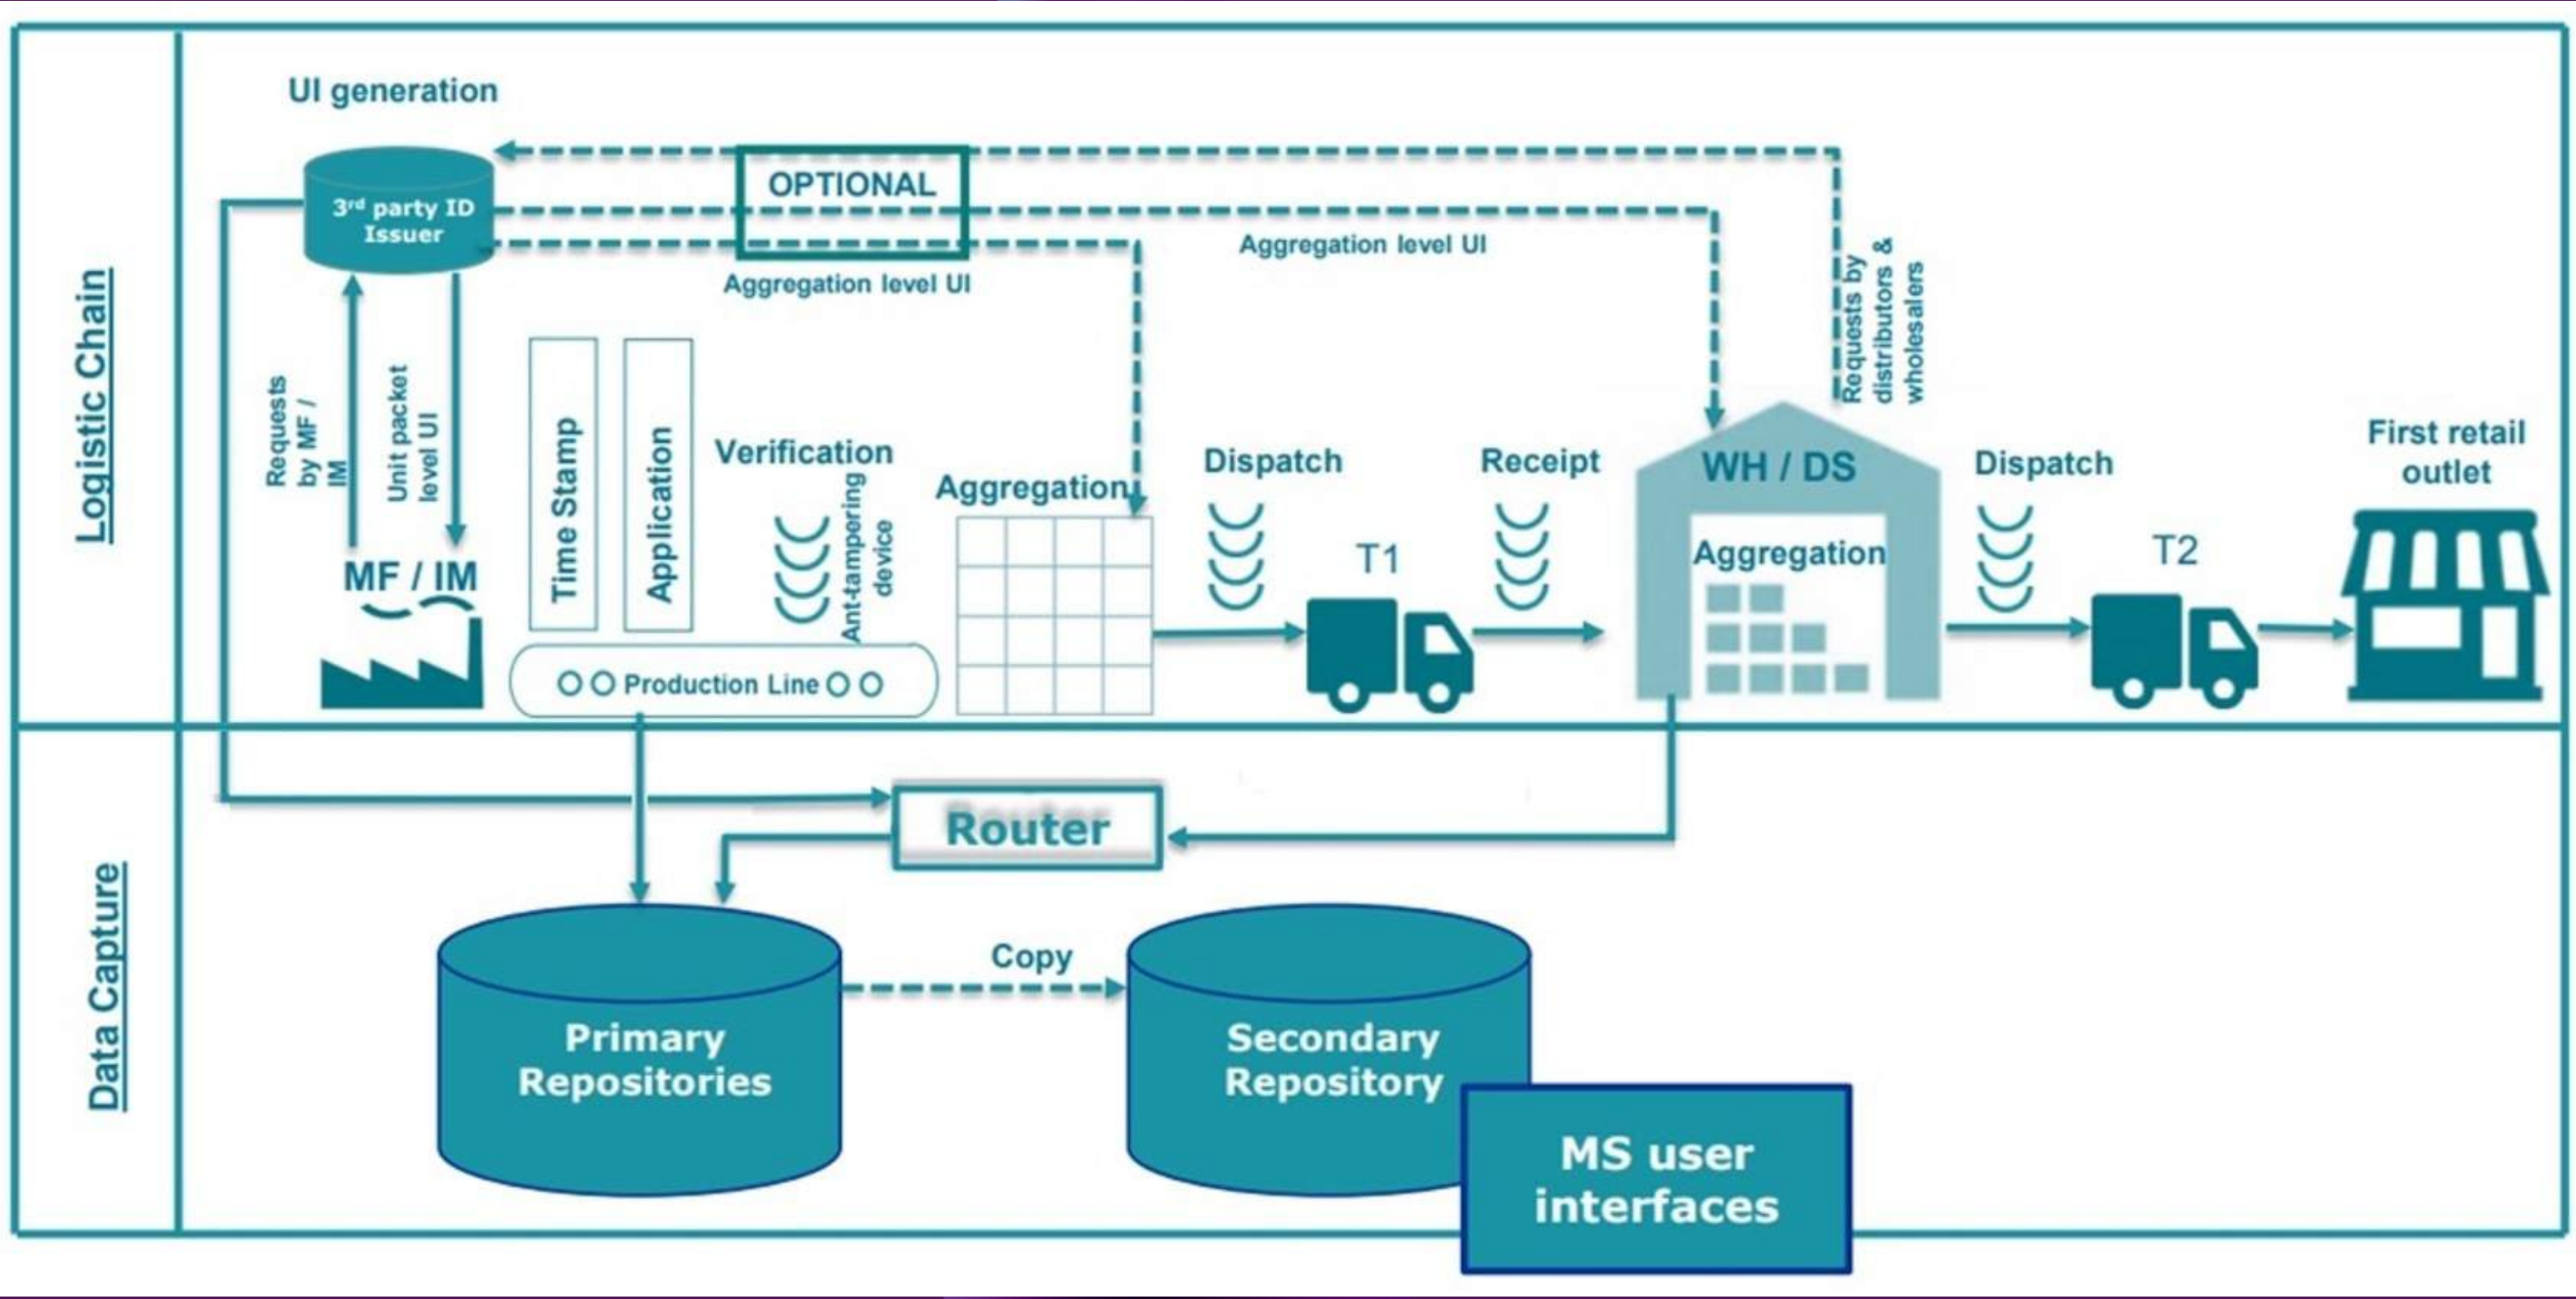 UI generation
OPTIONAL
3rd party ID
Issuer
Aggregation level UI
Aggregation level UI
Requests by
distributors &
wholesalers
Logistic Chain
Requests
by MF /
IM
Unit packet
level UI
MF / IM
Time Stamp
Application
Verification
Ant-tampering
device
Production Line
Aggregation
Dispatch
T1
Receipt
WH / DS
Aggregation
Dispatch
T2
First retail
outlet
Data Capture
Router
Copy
Primary
Repositories
Secondary
Repository
MS user
interfaces